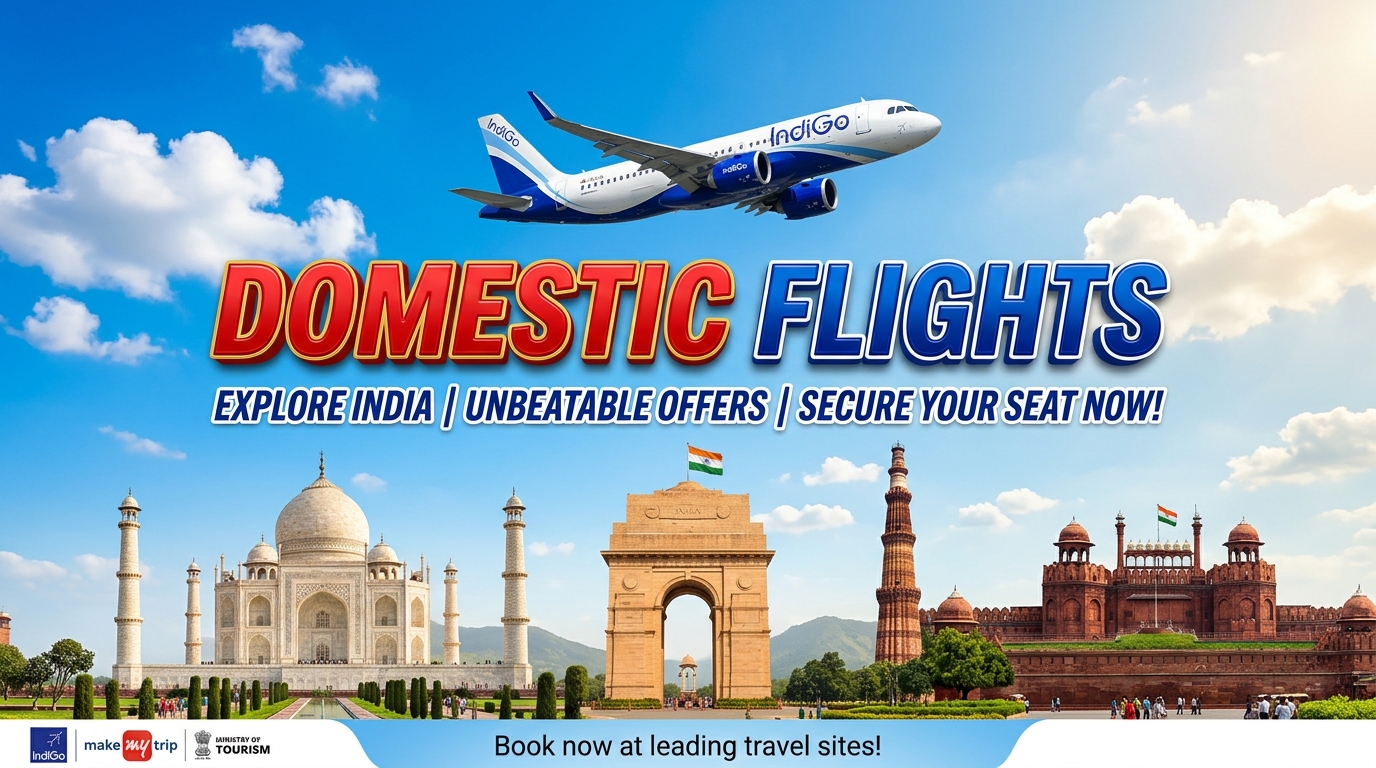 IndiGo
IndiGo
DOMESTIC FLIGHTS
EXPLORE INDIA | UNBEATABLE OFFERS | SECURE YOUR SEAT NOW!
IndiGo
make my trip
MINISTRY OF
TOURISM
Book now at leading travel sites!